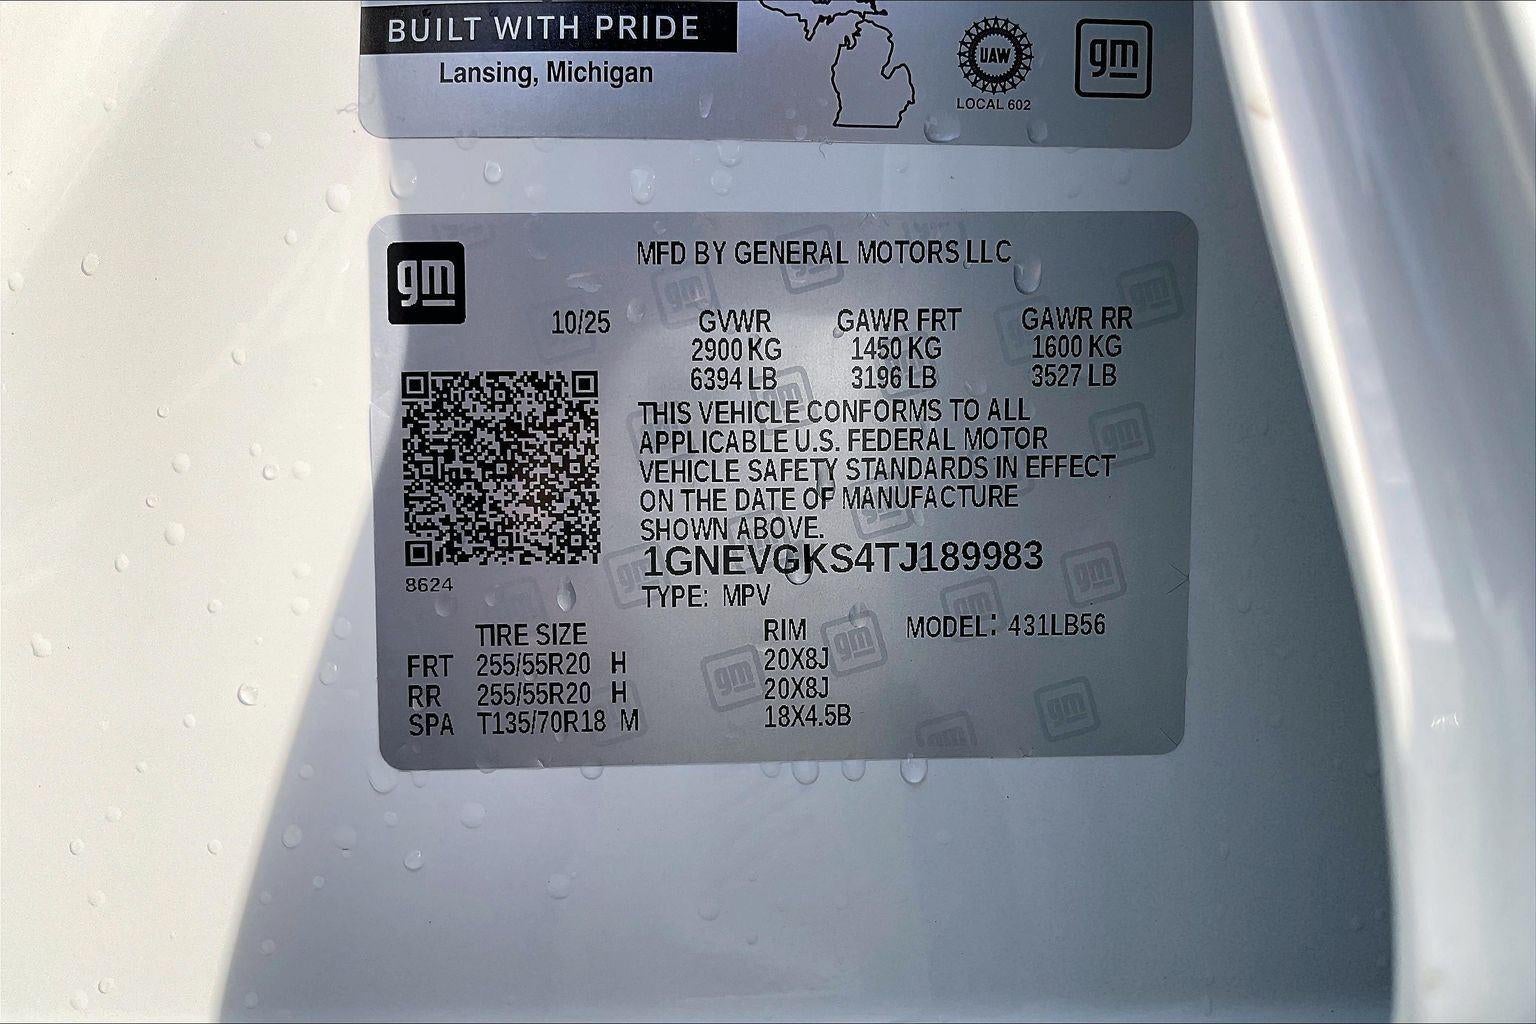 BUILT WITH PRIDE
Lansing, Michigan
UAW
LOCAL 602
gm
gm
MFD BY GENERAL MOTORS LLC
10/25 GVWR GAWR FRT GAWR RR
2900 KG 1450 KG 1600 KG
6394 LB 3196 LB 3527 LB
THIS VEHICLE CONFORMS TO ALL
APPLICABLE U.S. FEDERAL MOTOR
VEHICLE SAFETY STANDARDS IN EFFECT
ON THE DATE OF MANUFACTURE
SHOWN ABOVE.
1GNEVGKS4TJ189983
8624
TYPE: MPV
TIRE SIZE RIM MODEL: 431LB56
FRT 255/55R20 H 20X8J
RR 255/55R20 H 20X8J
SPA T135/70R18 M 18X4.5B